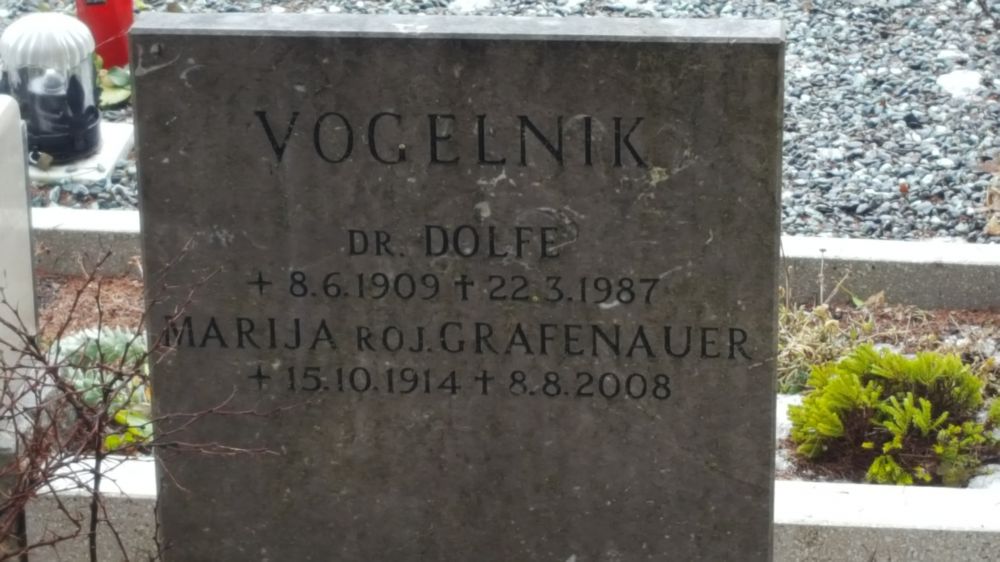 VOGELNIK
DR. DOLFE
+ 8.6.1909 † 22.3.1987
MARIJA ROJ. GRAFENAUER
+ 15.10.1914 † 8.8.2008